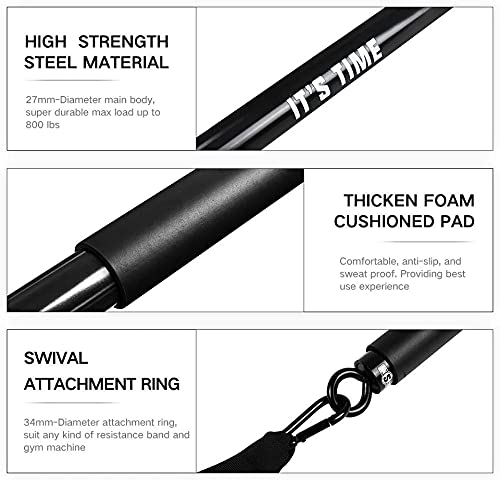 HIGH STRENGTH
STEEL MATERIAL
27mm-Diameter main body,
super durable max load up to
800 lbs
IT'S TIME
THICKEN FOAM
CUSHIONED PAD
Comfortable, anti-slip, and
sweat proof. Providing best
use experience
SWIVAL
ATTACHMENT RING
34mm-Diameter attachment ring,
suit any kind of resistance band and
gym machine